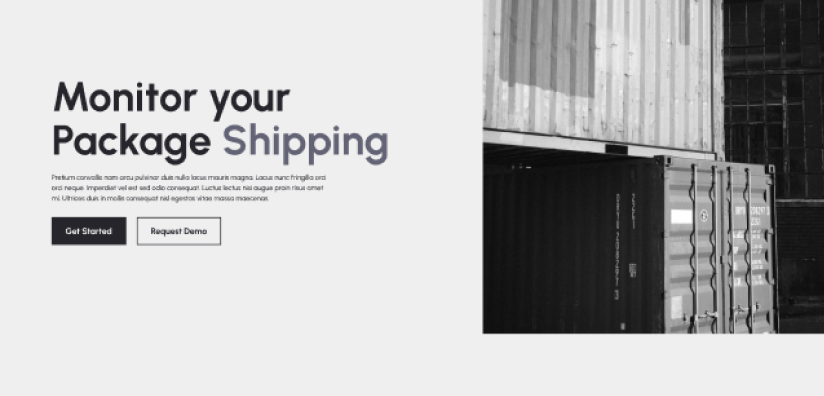 Monitor your
Package Shipping
Pretium convallis nam arcu pulvinar duis nulla lacus mauris magna. Lacus nunc fringilla orci
orci neque. Imperdiet vel est sed odio consequat. Luctus lectus nisi augue proin risus amet
mi. Ultrices duis in mollis consequat nisl egestas vitae massa maecenas.
Get Started
Request Demo